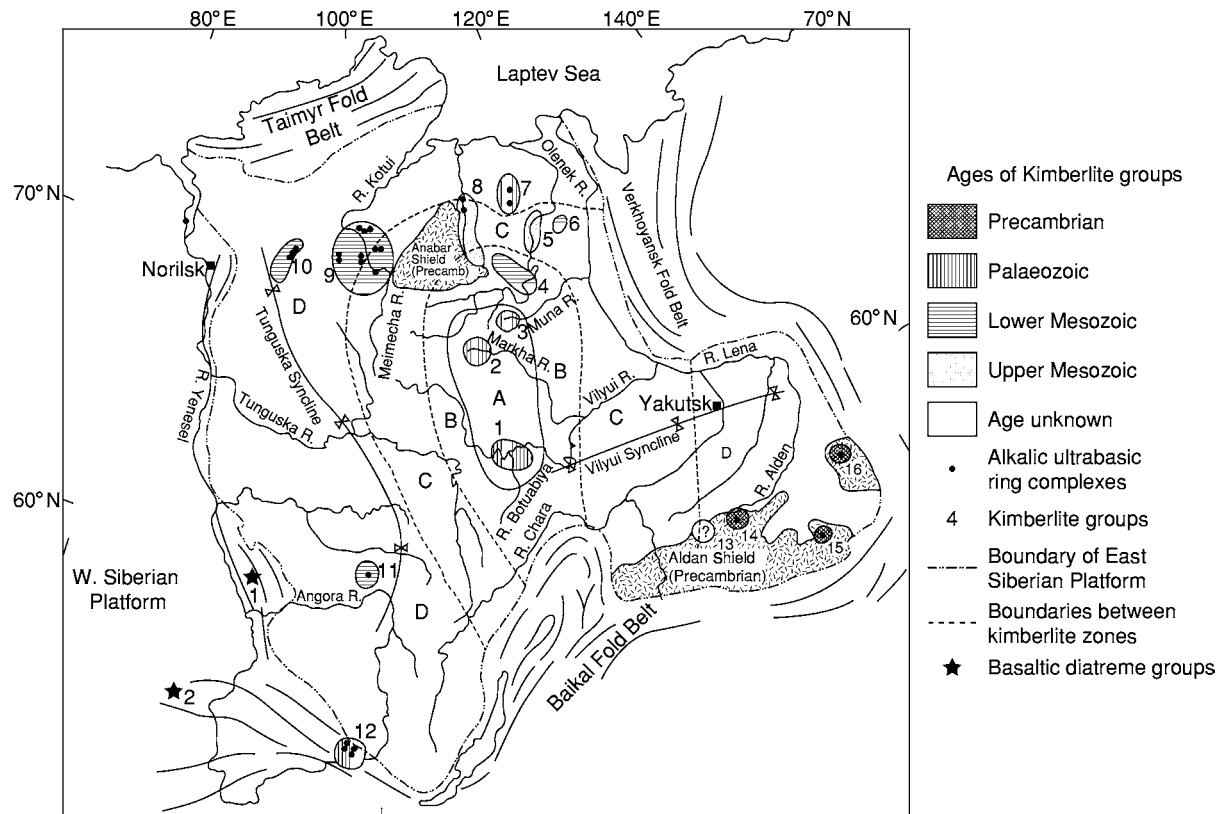 80° E
100° E
120° E
140° E
70° N
Laptev Sea
Taimyr Fold
Belt
R. Kotui
Olenek R.
Verkhoyansk Fold Belt
70° N
8
7
6
5
C
Anabar
Shield
(Precamb)
Norilsk
10
9
4
D
60° N
Tunguska Syncline
Meimecha R.
3
Muna R.
Markha R.
2
B
R. Lena
R. Yenesei
Vilyui R.
Yakutsk
Tunguska R.
A
B
C
1
Vilyui Syncline
D
R. Alden
16
C
R. Botuabiya
R. Chara
60° N
?
13
14
15
Aldan Shield
(Precambrian)
W. Siberian
Platform
1
11
Angora R.
D
Baikal Fold Belt
2
12
Ages of Kimberlite groups
Precambrian
Palaeozoic
Lower Mesozoic
Upper Mesozoic
Age unknown
Alkalic ultrabasic
ring complexes
4 Kimberlite groups
Boundary of East
Siberian Platform
Boundaries between
kimberlite zones
Basaltic diatreme groups